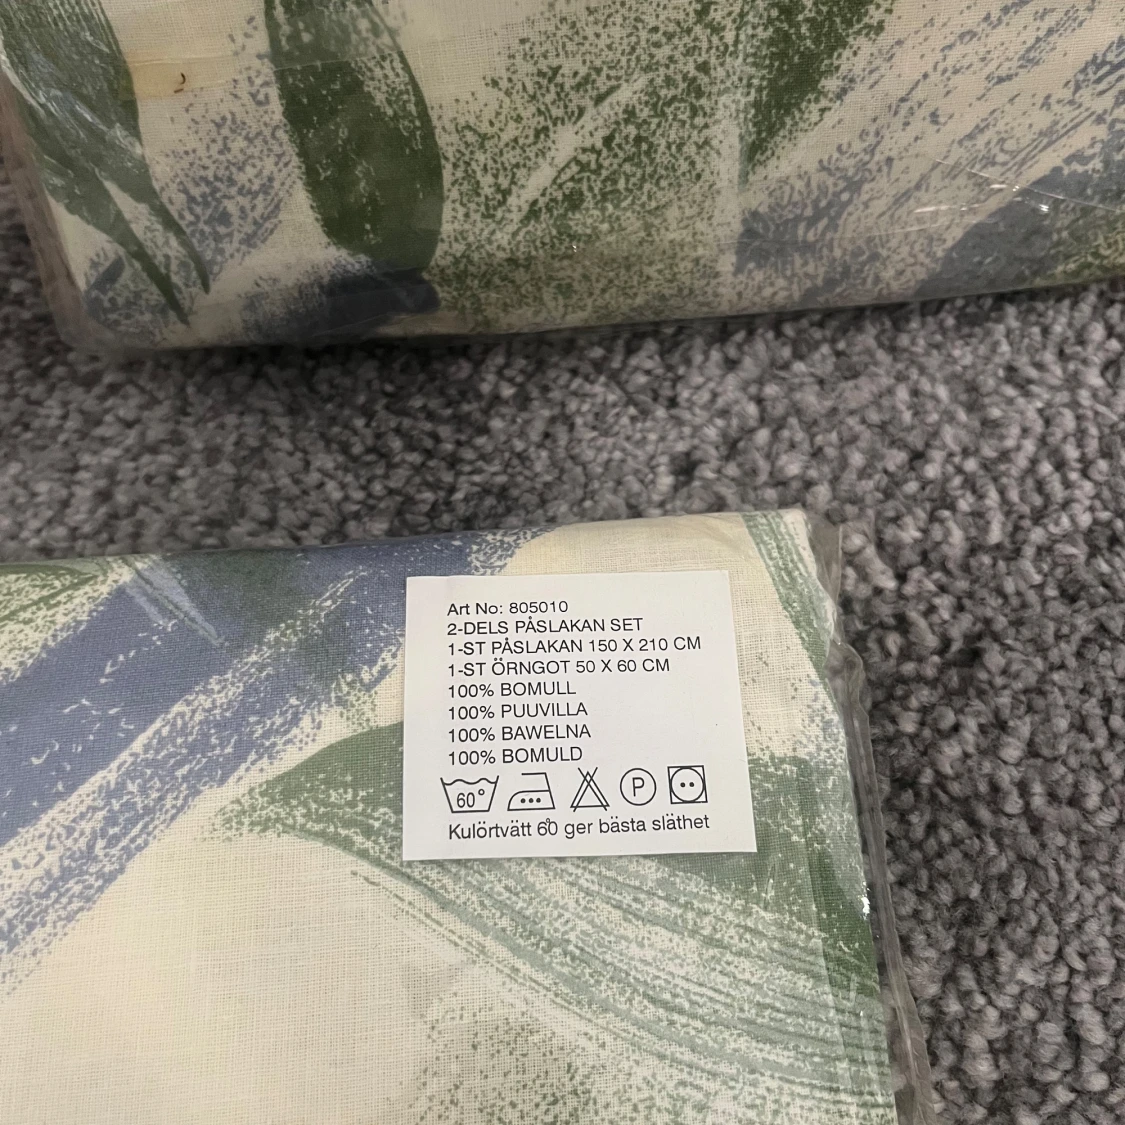 Art No: 805010
2-DELS PÅSLAKAN SET
1-ST PÅSLAKAN 150 X 210 CM
1-ST ÖRNGOT 50 X 60 CM
100% BOMULL
100% PUUVILLA
100% BAWELNA
100% BOMULD
60° P
Kulörtvätt 60° ger bästa släthet